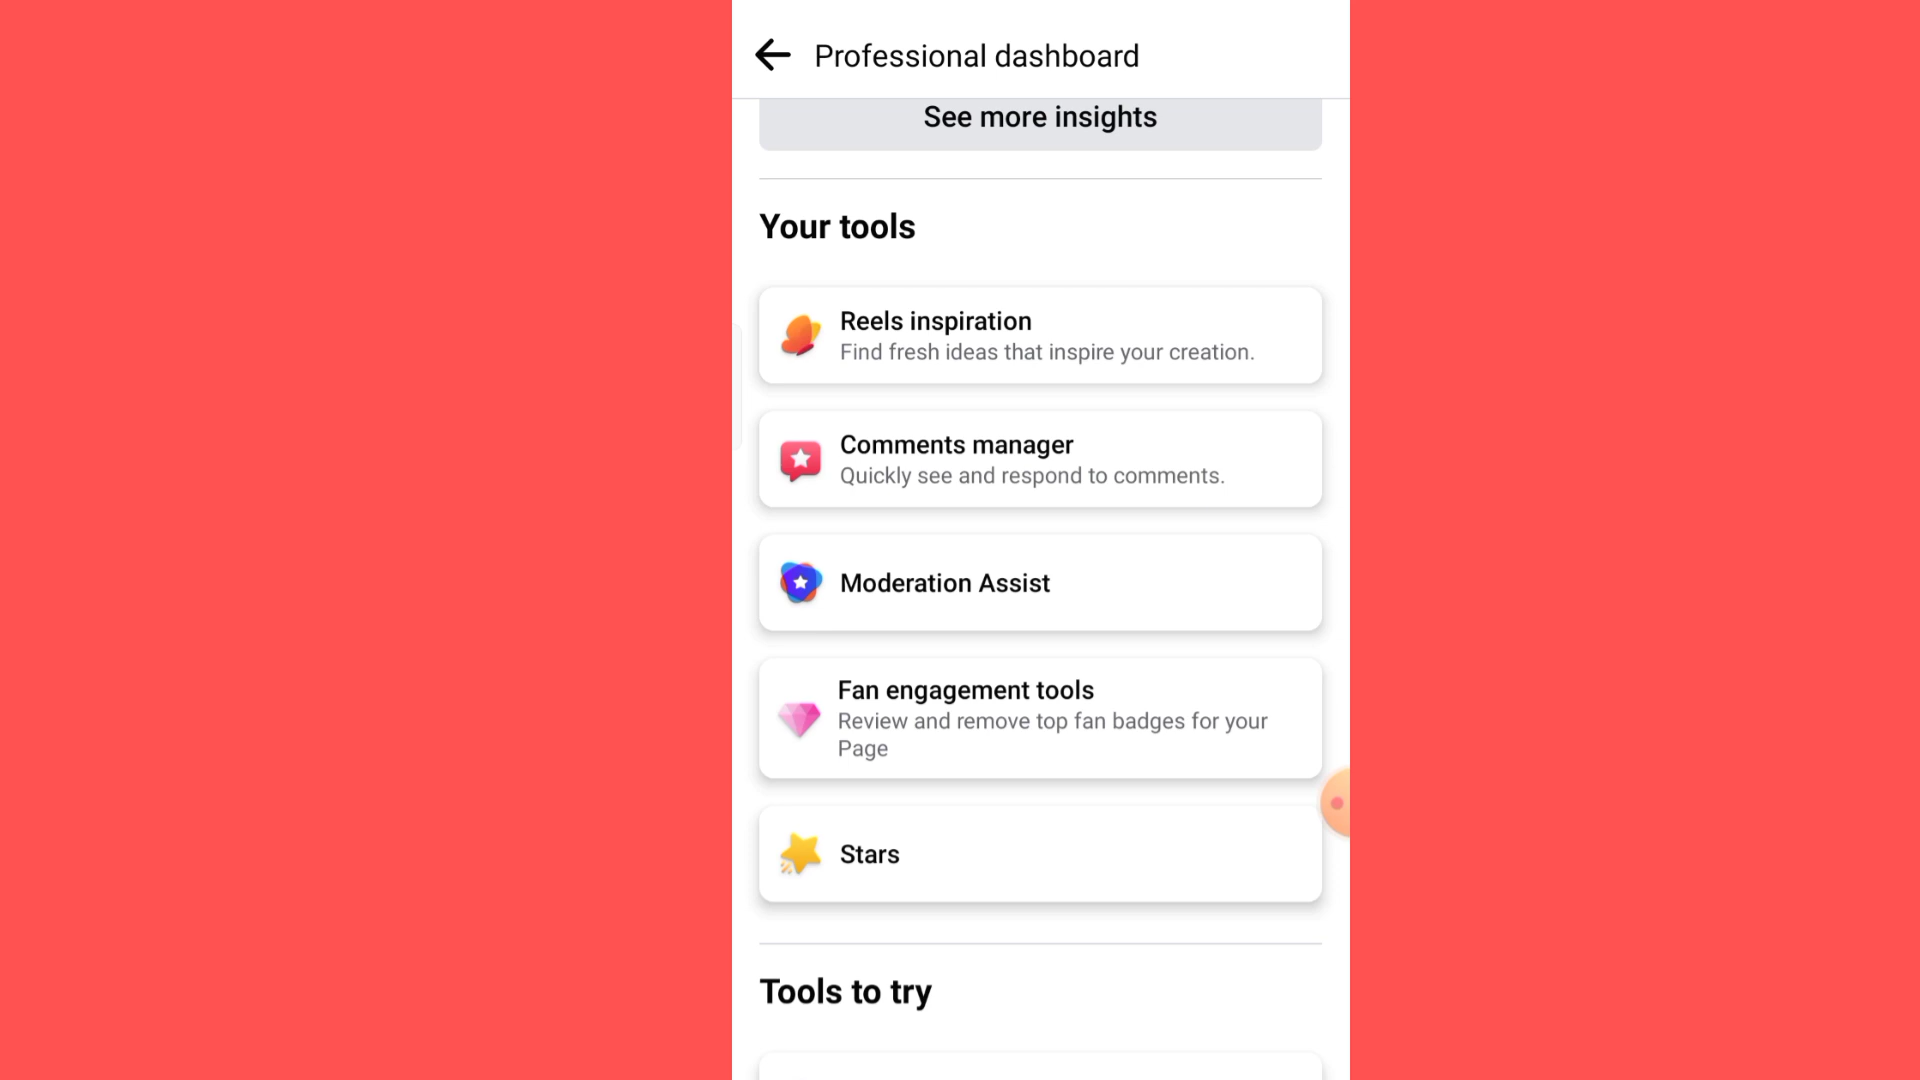 Professional dashboard
See more insights
Your tools
Reels inspiration
Find fresh ideas that inspire your creation.
Comments manager
Quickly see and respond to comments.
Moderation Assist
Fan engagement tools
Review and remove top fan badges for your
Page
Stars
Tools to try